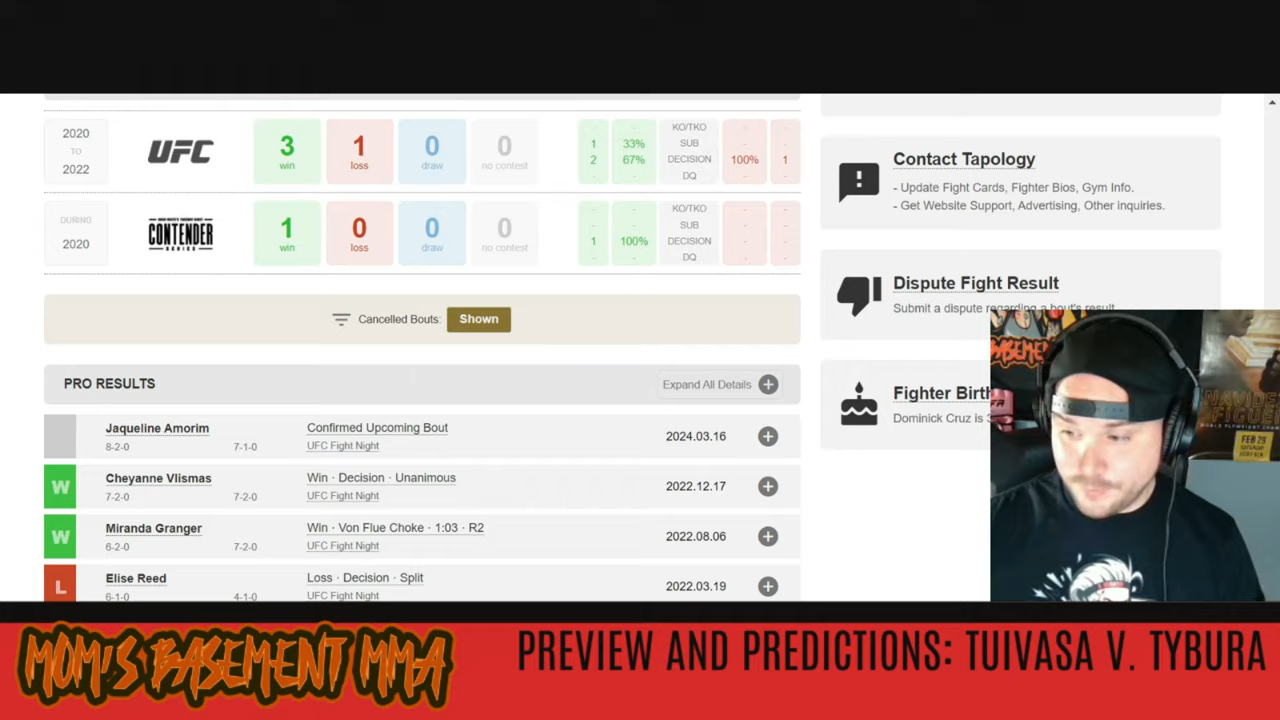 2020
TO
2022
UFC
3
win
1
loss
0
draw
0
no contest
- - KO/TKO - -
1 33% SUB - -
2 67% DECISION 100% 1
- - DQ - -
DURING
2020
CONTENDER
SERIES
1
win
0
loss
0
draw
0
no contest
- - KO/TKO - -
- - SUB - -
1 100% DECISION - -
- - DQ - -
Cancelled Bouts: Shown
PRO RESULTS
Expand All Details
Jaqueline Amorim
8-2-0 7-1-0
Confirmed Upcoming Bout
UFC Fight Night
2024.03.16
W
Cheyanne Vlismas
7-2-0 7-2-0
Win · Decision · Unanimous
UFC Fight Night
2022.12.17
W
Miranda Granger
6-2-0 7-2-0
Win · Von Flue Choke · 1:03 · R2
UFC Fight Night
2022.08.06
L
Elise Reed
6-1-0 4-1-0
Loss · Decision · Split
UFC Fight Night
2022.03.19
Contact Tapology
- Update Fight Cards, Fighter Bios, Gym Info.
- Get Website Support, Advertising, Other inquiries.
Dispute Fight Result
Submit a dispute regarding a bout's result
Fighter Birth
Dominick Cruz is
FEB 29
MOM'S BASEMENT MMA
PREVIEW AND PREDICTIONS: TUIVASA V. TYBURA